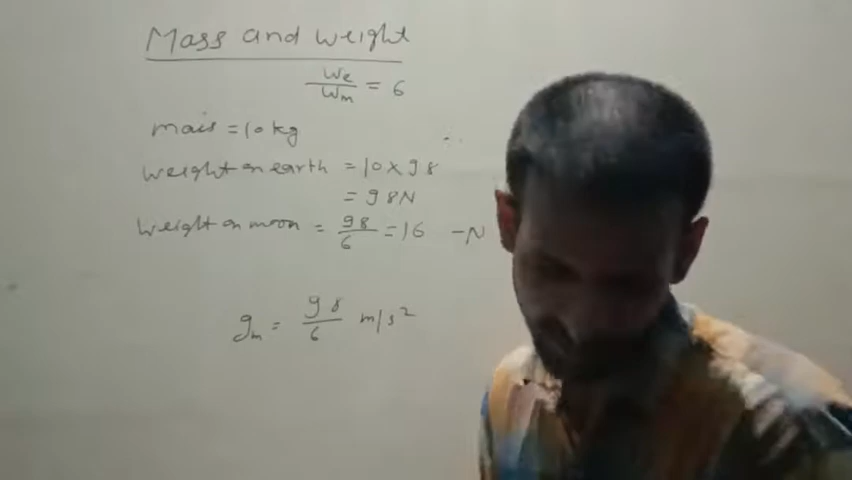 Mass and weight
We/Wm = 6
mass = 10 kg
weight on earth = 10 × 9 8
= 98N
weight on moon = 98/6 = 16 -N
gm = 9 8/6 m/s²